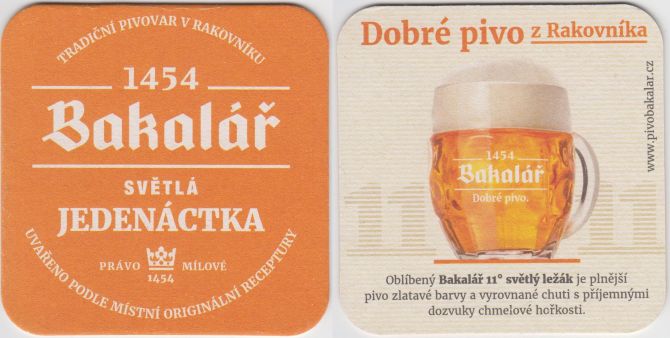 TRADIČNÍ PIVOVAR V RAKOVNÍKU
1454
Bakalář
SVĚTLÁ
JEDENÁCTKA
PRÁVO MÍLOVÉ
1454
UVAŘENO PODLE MÍSTNÍ ORIGINÁLNÍ RECEPTURY
Dobré pivo z Rakovníka
www.pivobakalar.cz
1454
Bakalář
Dobré pivo.
11 11
Oblíbený Bakalář 11° světlý ležák je plnější
pivo zlatavé barvy a vyrovnané chuti s příjemnými
dozvuky chmelové hořkosti.